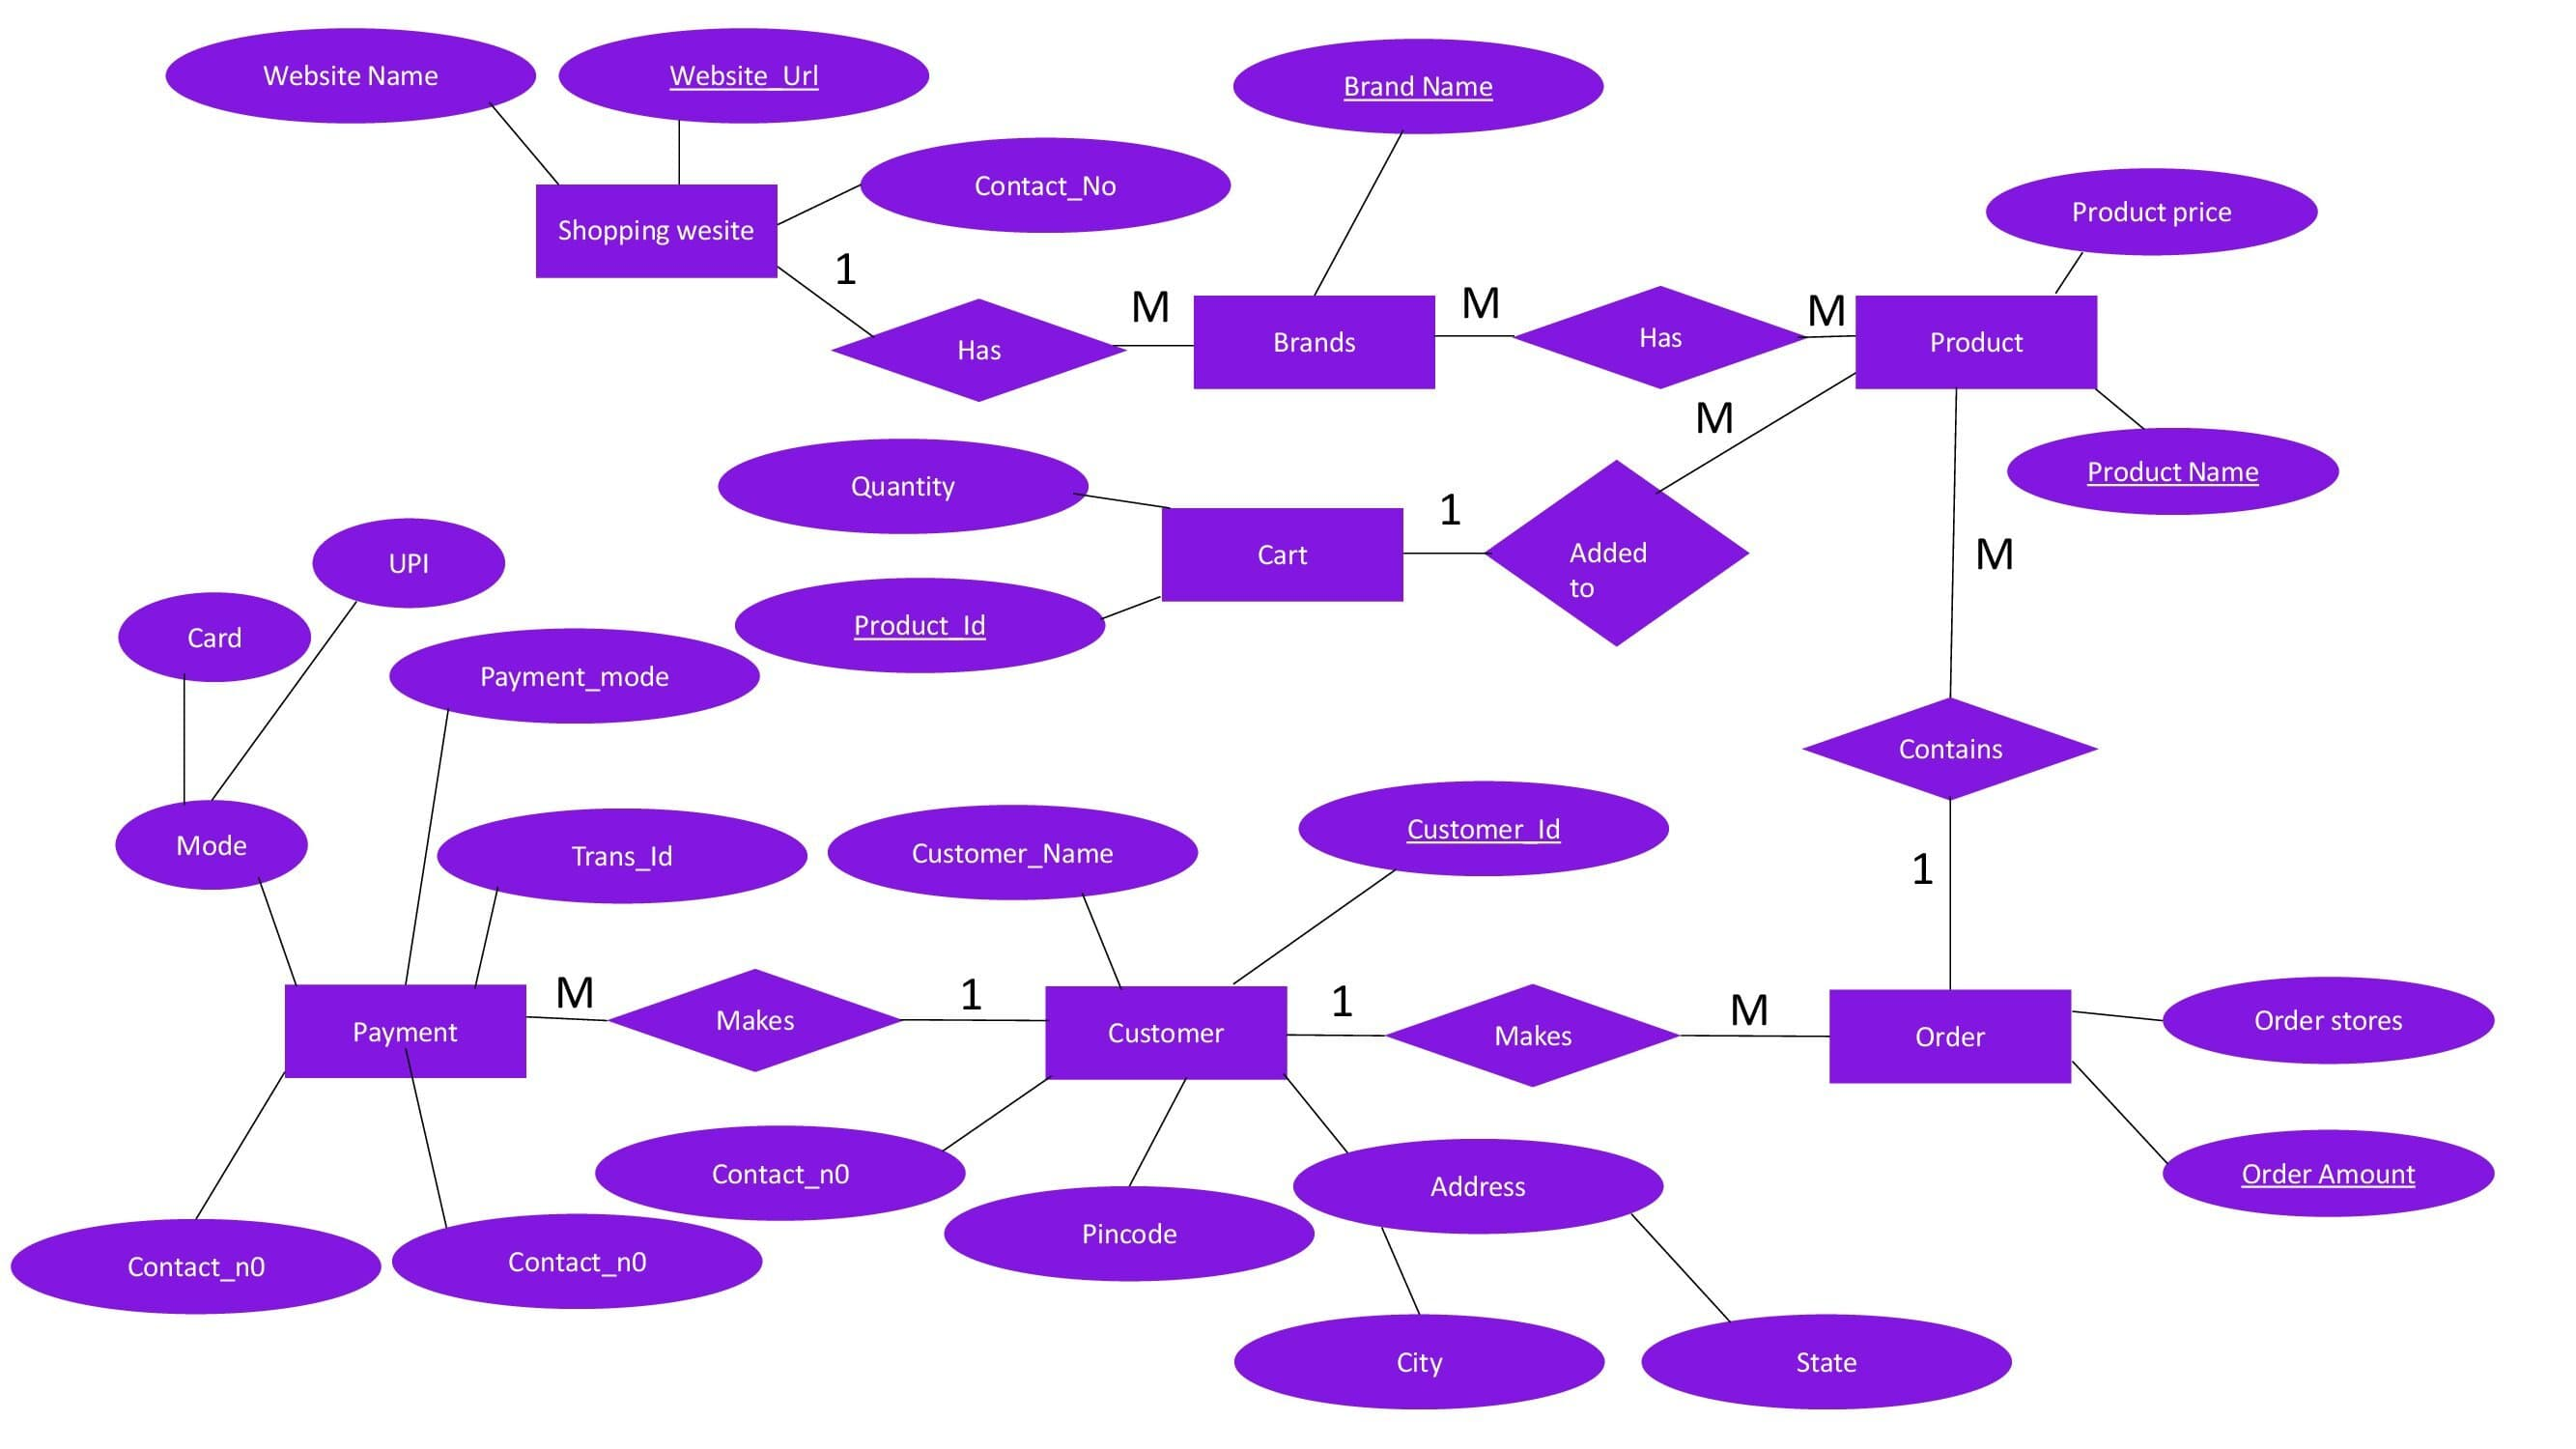 Website Name
Website_Url
Brand Name
Contact_No
Product price
Shopping wesite
1
M
M
M
Has
Brands
Has
Product
M
Quantity
Product Name
1
Cart
Added
to
M
UPI
Card
Product_Id
Payment_mode
Contains
Mode
Trans_Id
Customer_Name
Customer_Id
1
M
1
1
M
Payment
Makes
Customer
Makes
Order
Order stores
Contact_n0
Address
Order Amount
Pincode
Contact_n0
Contact_n0
City
State